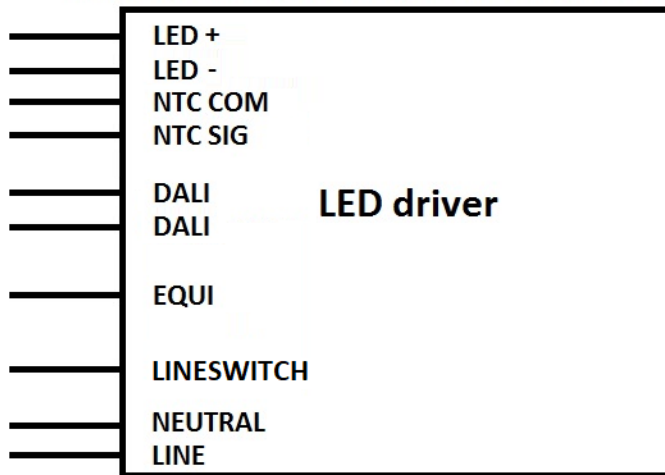 LED +
LED -
NTC COM
NTC SIG
DALI
LED driver
DALI
EQUI
LINESWITCH
NEUTRAL
LINE